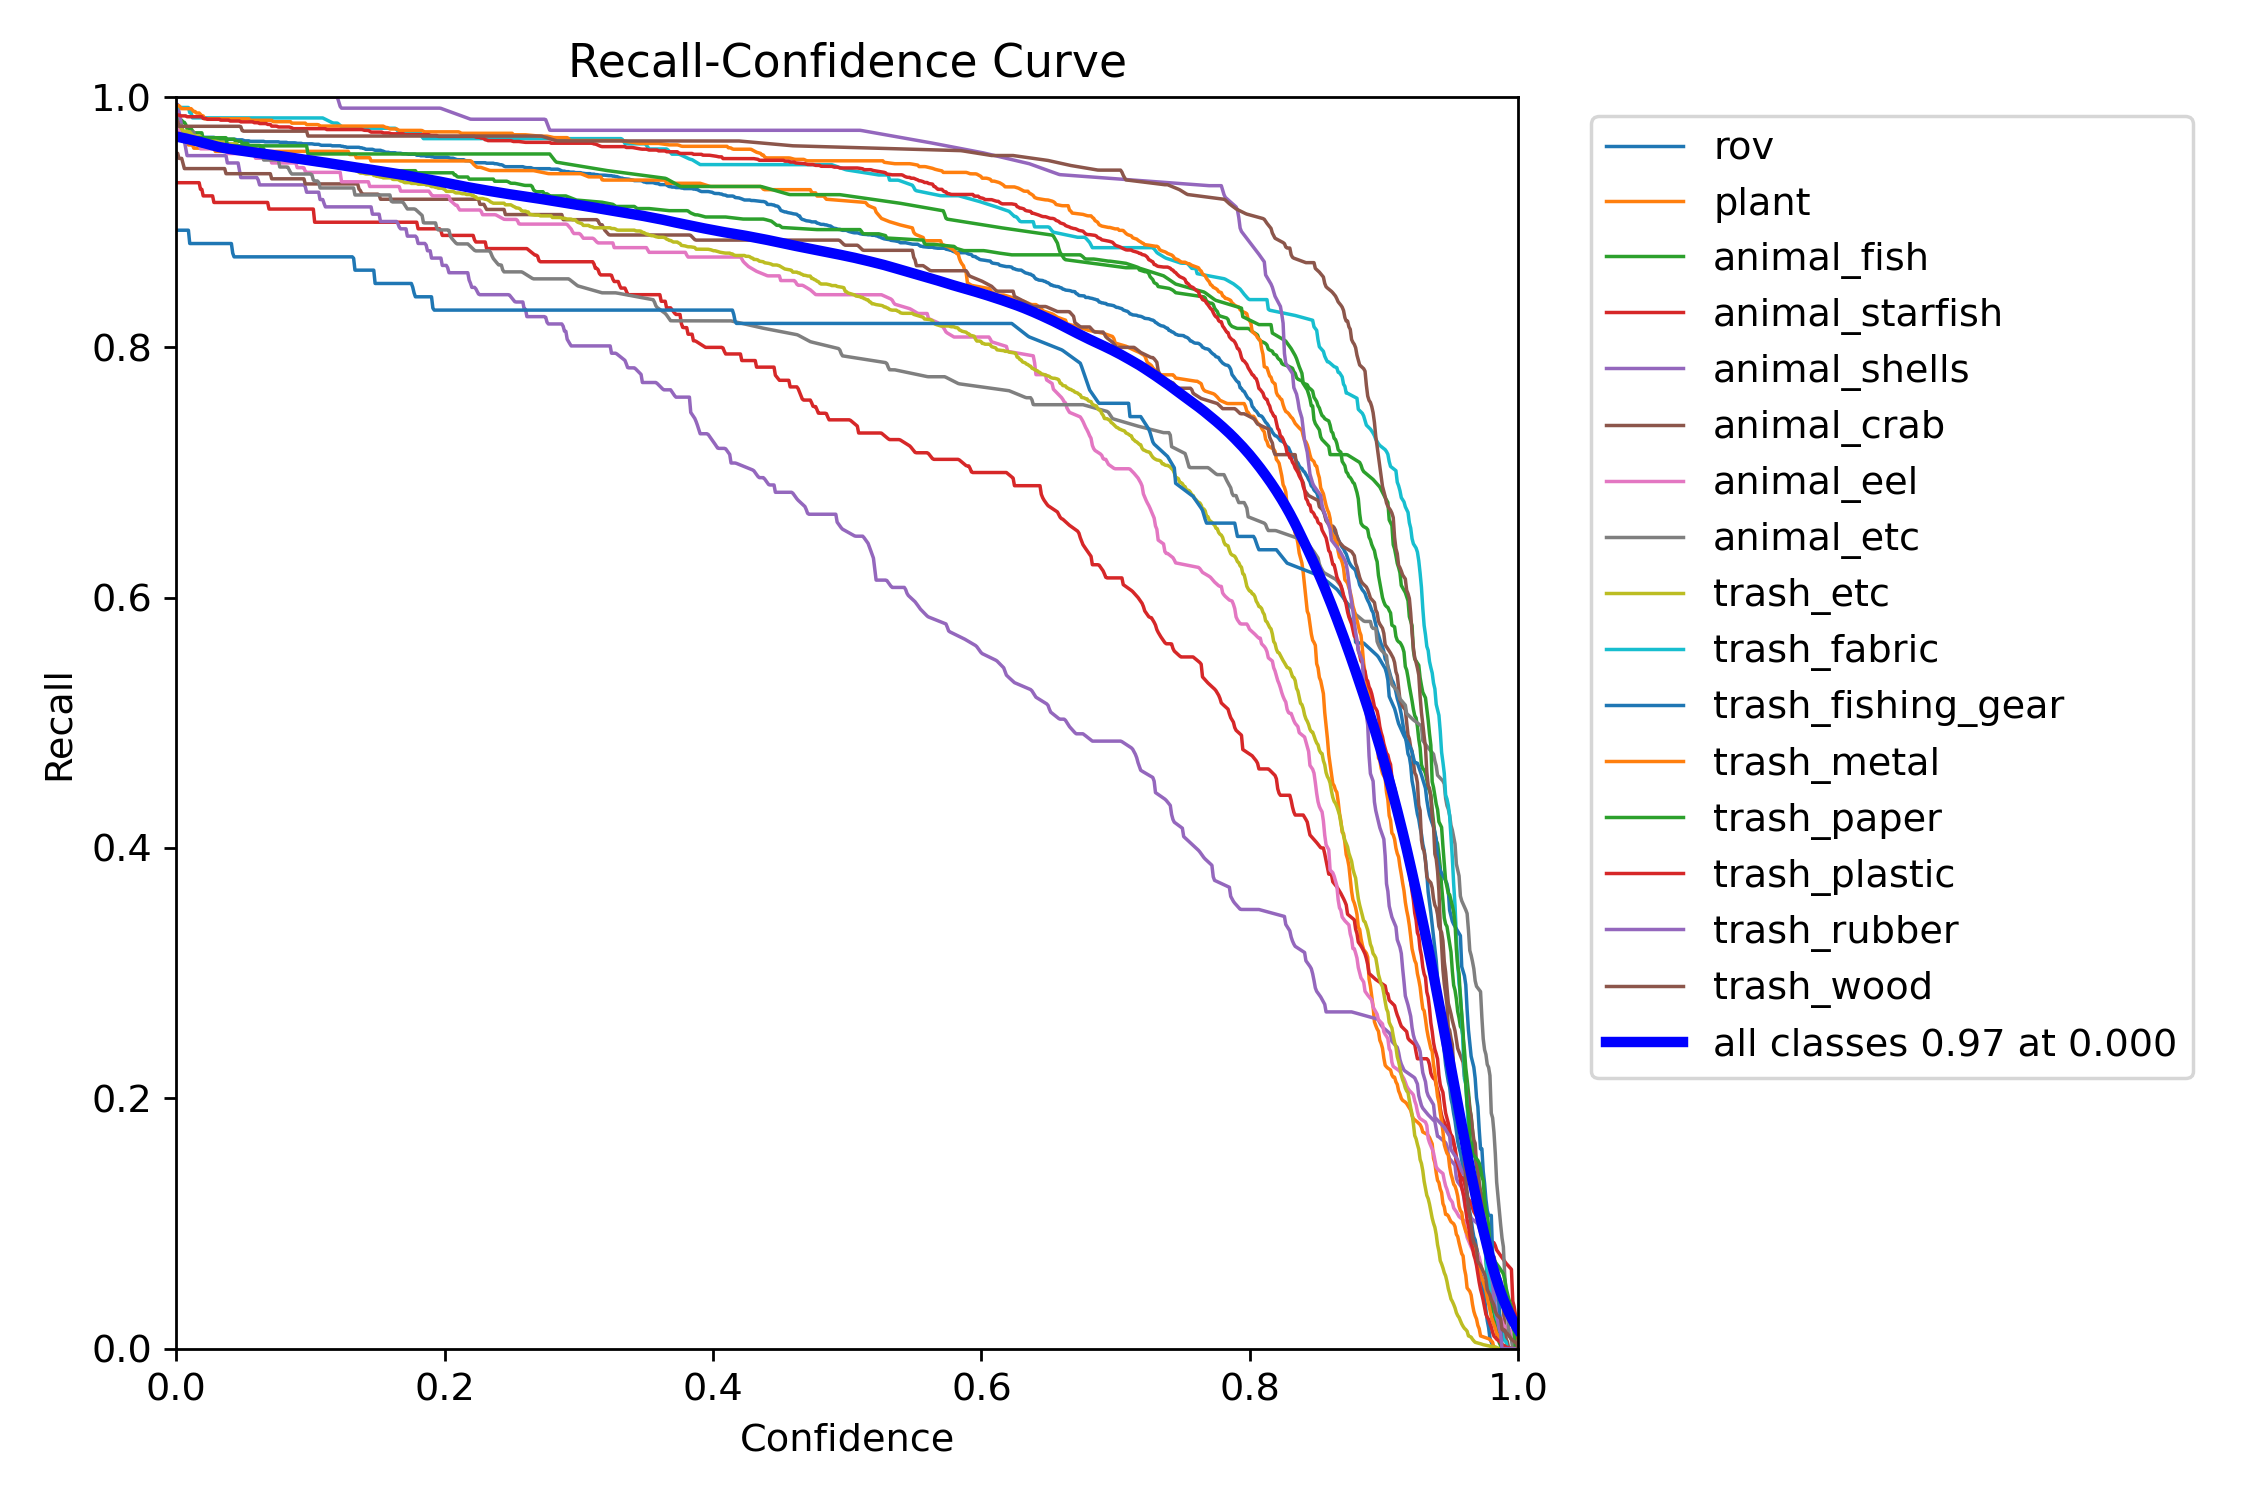 Recall-Confidence Curve
1.0
0.8
0.6
0.4
0.2
0.0
Recall
0.0 0.2 0.4 0.6 0.8 1.0
Confidence
rov
plant
animal_fish
animal_starfish
animal_shells
animal_crab
animal_eel
animal_etc
trash_etc
trash_fabric
trash_fishing_gear
trash_metal
trash_paper
trash_plastic
trash_rubber
trash_wood
all classes 0.97 at 0.000